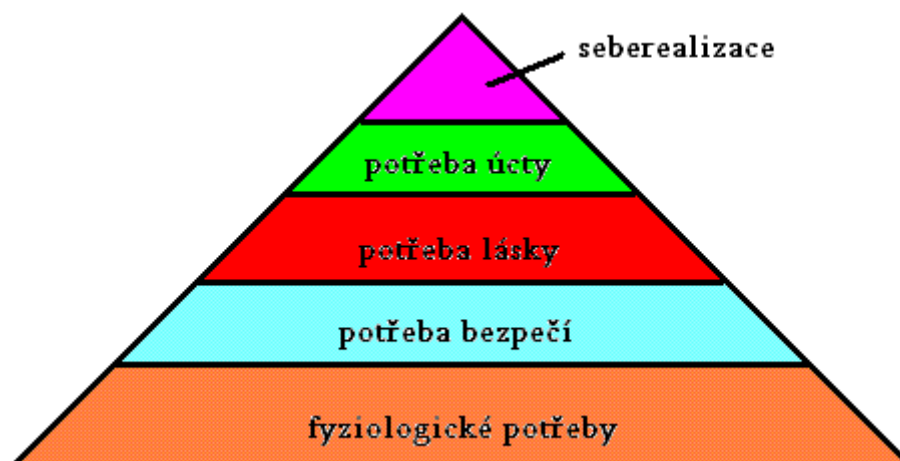 seberealizace
potřeba úcty
potřeba lásky
potřeba bezpečí
fyziologické potřeby